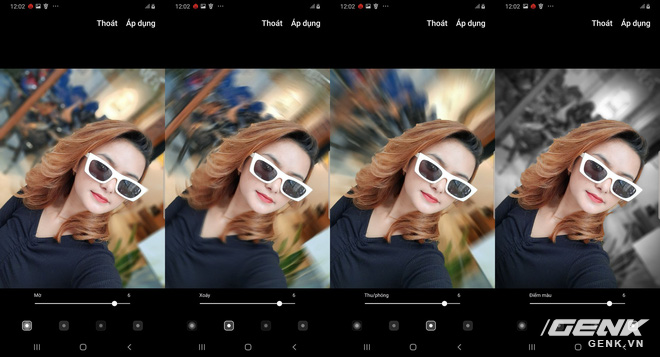 12:02
Thoát Áp dụng
Mờ 6
12:02
Thoát Áp dụng
Xoáy 6
12:02
Thoát Áp dụng
Thu/phóng 6
12:02
Thoát Áp dụng
Điểm màu 6
GENK
GENK.VN